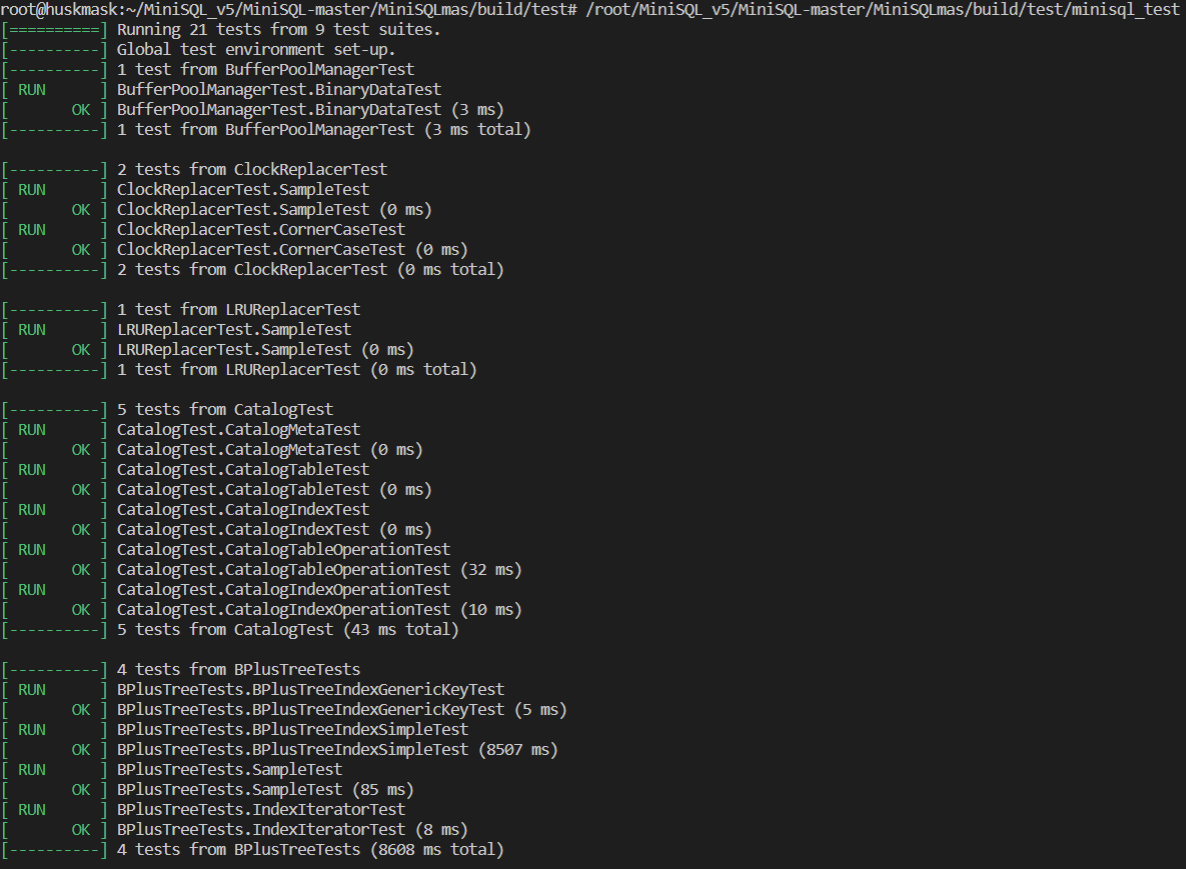 root@huskmask:~/MiniSQL_v5/MiniSQL-master/MiniSQLmas/build/test# /root/MiniSQL_v5/MiniSQL-master/MiniSQLmas/build/test/minisql_test
[==========] Running 21 tests from 9 test suites.
[----------] Global test environment set-up.
[----------] 1 test from BufferPoolManagerTest
[ RUN      ] BufferPoolManagerTest.BinaryDataTest
[       OK ] BufferPoolManagerTest.BinaryDataTest (3 ms)
[----------] 1 test from BufferPoolManagerTest (3 ms total)

[----------] 2 tests from ClockReplacerTest
[ RUN      ] ClockReplacerTest.SampleTest
[       OK ] ClockReplacerTest.SampleTest (0 ms)
[ RUN      ] ClockReplacerTest.CornerCaseTest
[       OK ] ClockReplacerTest.CornerCaseTest (0 ms)
[----------] 2 tests from ClockReplacerTest (0 ms total)

[----------] 1 test from LRUReplacerTest
[ RUN      ] LRUReplacerTest.SampleTest
[       OK ] LRUReplacerTest.SampleTest (0 ms)
[----------] 1 test from LRUReplacerTest (0 ms total)

[----------] 5 tests from CatalogTest
[ RUN      ] CatalogTest.CatalogMetaTest
[       OK ] CatalogTest.CatalogMetaTest (0 ms)
[ RUN      ] CatalogTest.CatalogTableTest
[       OK ] CatalogTest.CatalogTableTest (0 ms)
[ RUN      ] CatalogTest.CatalogIndexTest
[       OK ] CatalogTest.CatalogIndexTest (0 ms)
[ RUN      ] CatalogTest.CatalogTableOperationTest
[       OK ] CatalogTest.CatalogTableOperationTest (32 ms)
[ RUN      ] CatalogTest.CatalogIndexOperationTest
[       OK ] CatalogTest.CatalogIndexOperationTest (10 ms)
[----------] 5 tests from CatalogTest (43 ms total)

[----------] 4 tests from BPlusTreeTests
[ RUN      ] BPlusTreeTests.BPlusTreeIndexGenericKeyTest
[       OK ] BPlusTreeTests.BPlusTreeIndexGenericKeyTest (5 ms)
[ RUN      ] BPlusTreeTests.BPlusTreeIndexSimpleTest
[       OK ] BPlusTreeTests.BPlusTreeIndexSimpleTest (8507 ms)
[ RUN      ] BPlusTreeTests.SampleTest
[       OK ] BPlusTreeTests.SampleTest (85 ms)
[ RUN      ] BPlusTreeTests.IndexIteratorTest
[       OK ] BPlusTreeTests.IndexIteratorTest (8 ms)
[----------] 4 tests from BPlusTreeTests (8608 ms total)